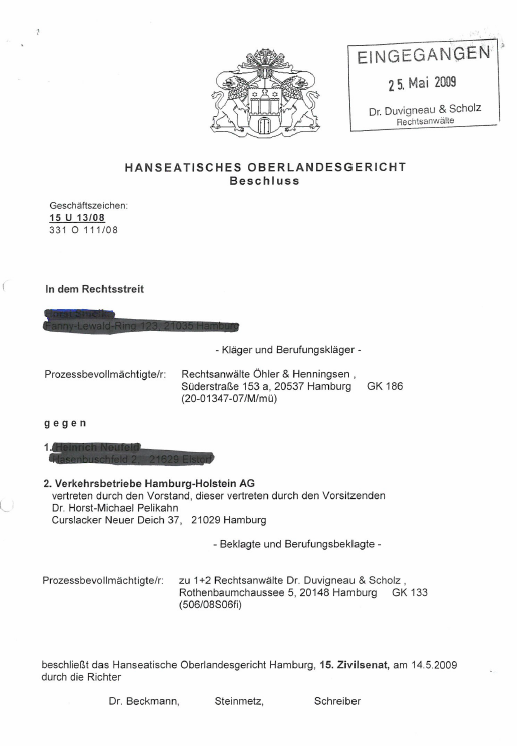 EINGEGANGEN
25. Mai 2009
Dr. Duvigneau & Scholz
Rechtsanwälte
HANSEATISCHES OBERLANDESGERICHT
Beschluss
Geschäftszeichen:
15 U 13/08
331 O 111/08
In dem Rechtsstreit
- Kläger und Berufungskläger -
Prozessbevollmächtigte/r: Rechtsanwälte Öhler & Henningsen ,
Süderstraße 153 a, 20537 Hamburg GK 186
(20-01347-07/M/mü)
g e g e n
1.
2. Verkehrsbetriebe Hamburg-Holstein AG
vertreten durch den Vorstand, dieser vertreten durch den Vorsitzenden
Dr. Horst-Michael Pelikahn
Curslacker Neuer Deich 37, 21029 Hamburg
- Beklagte und Berufungsbeklagte -
Prozessbevollmächtigte/r: zu 1+2 Rechtsanwälte Dr. Duvigneau & Scholz ,
Rothenbaumchaussee 5, 20148 Hamburg GK 133
(506/08S06fi)
beschließt das Hanseatische Oberlandesgericht Hamburg, 15. Zivilsenat, am 14.5.2009
durch die Richter
Dr. Beckmann, Steinmetz, Schreiber